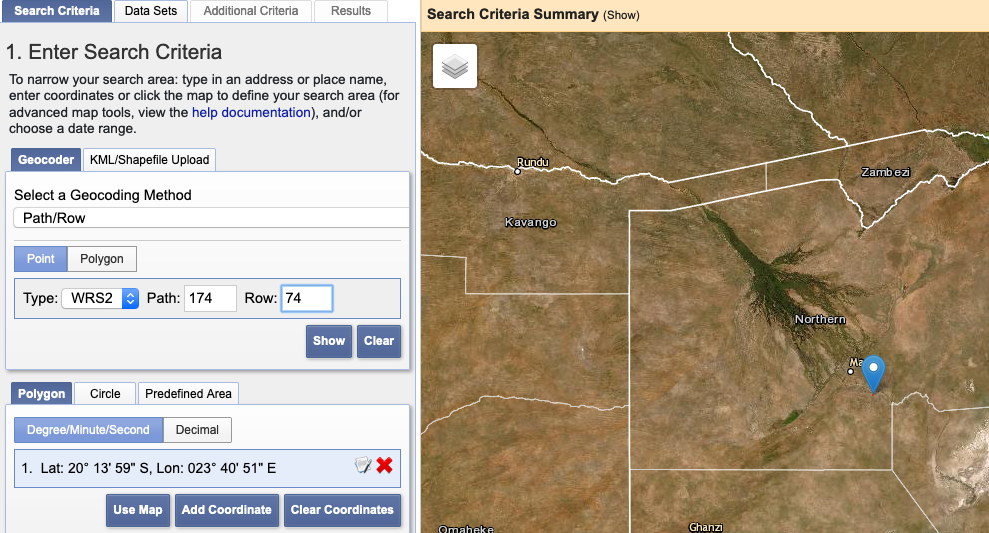 Search Criteria Data Sets Additional Criteria Results
1. Enter Search Criteria
To narrow your search area: type in an address or place name,
enter coordinates or click the map to define your search area (for
advanced map tools, view the help documentation), and/or
choose a date range.
Geocoder KML/Shapefile Upload
Select a Geocoding Method
Path/Row
Point Polygon
Type: WRS2 Path: 174 Row: 74
Show Clear
Polygon Circle Predefined Area
Degree/Minute/Second Decimal
1. Lat: 20° 13' 59" S, Lon: 023° 40' 51" E
Use Map Add Coordinate Clear Coordinates
Search Criteria Summary (Show)
Rundu
Zambezi
Kavango
Northern
Ma
Ghanzi
Omaheke